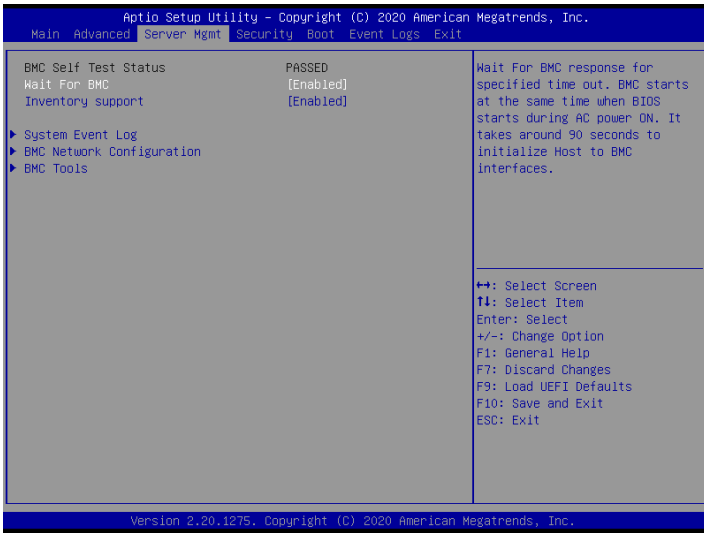 Aptio Setup Utility – Copyright (C) 2020 American Megatrends, Inc.
Main Advanced Server Mgmt Security Boot Event Logs Exit
BMC Self Test Status PASSED
Wait For BMC [Enabled]
Inventory support [Enabled]
System Event Log
BMC Network Configuration
BMC Tools
Wait For BMC response for
specified time out. BMC starts
at the same time when BIOS
starts during AC power ON. It
takes around 90 seconds to
initialize Host to BMC
interfaces.
↔: Select Screen
↑↓: Select Item
Enter: Select
+/-: Change Option
F1: General Help
F7: Discard Changes
F9: Load UEFI Defaults
F10: Save and Exit
ESC: Exit
Version 2.20.1275. Copyright (C) 2020 American Megatrends, Inc.